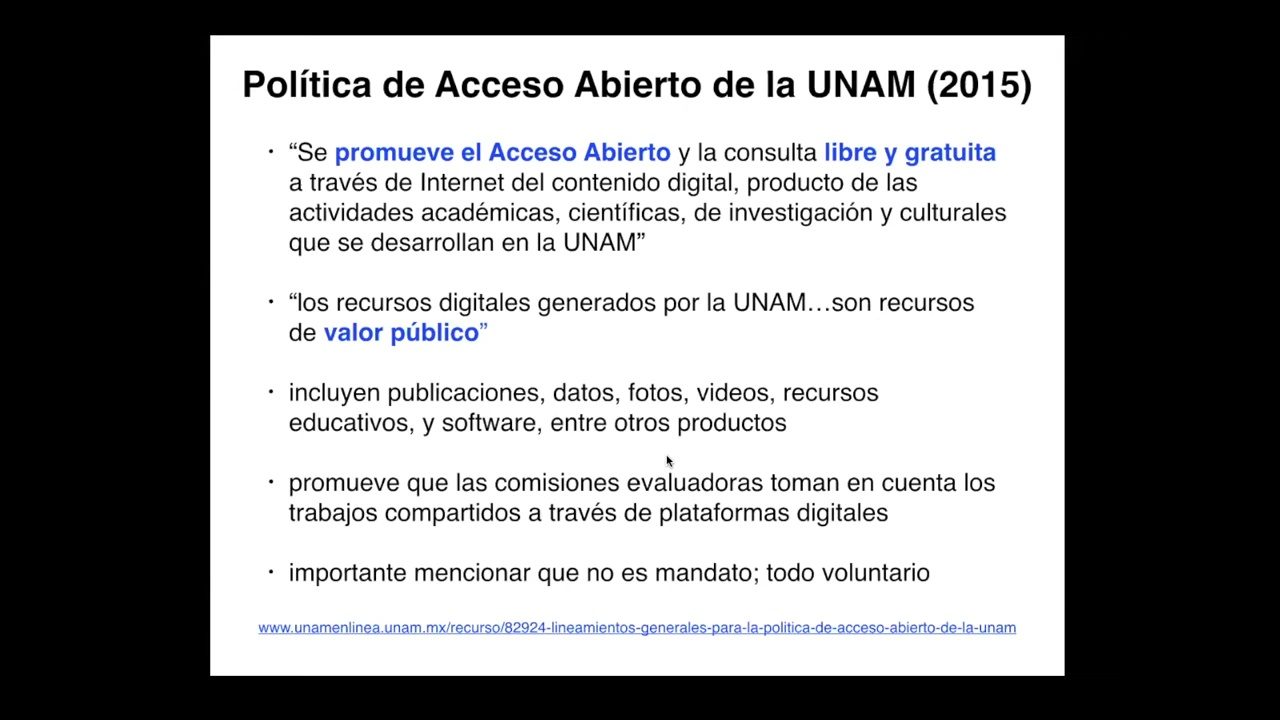 Política de Acceso Abierto de la UNAM (2015)
• “Se promueve el Acceso Abierto y la consulta libre y gratuita
a través de Internet del contenido digital, producto de las
actividades académicas, científicas, de investigación y culturales
que se desarrollan en la UNAM”
• “los recursos digitales generados por la UNAM…son recursos
de valor público”
• incluyen publicaciones, datos, fotos, videos, recursos
educativos, y software, entre otros productos
• promueve que las comisiones evaluadoras toman en cuenta los
trabajos compartidos a través de plataformas digitales
• importante mencionar que no es mandato; todo voluntario
www.unamenlinea.unam.mx/recurso/82924-lineamientos-generales-para-la-politica-de-acceso-abierto-de-la-unam